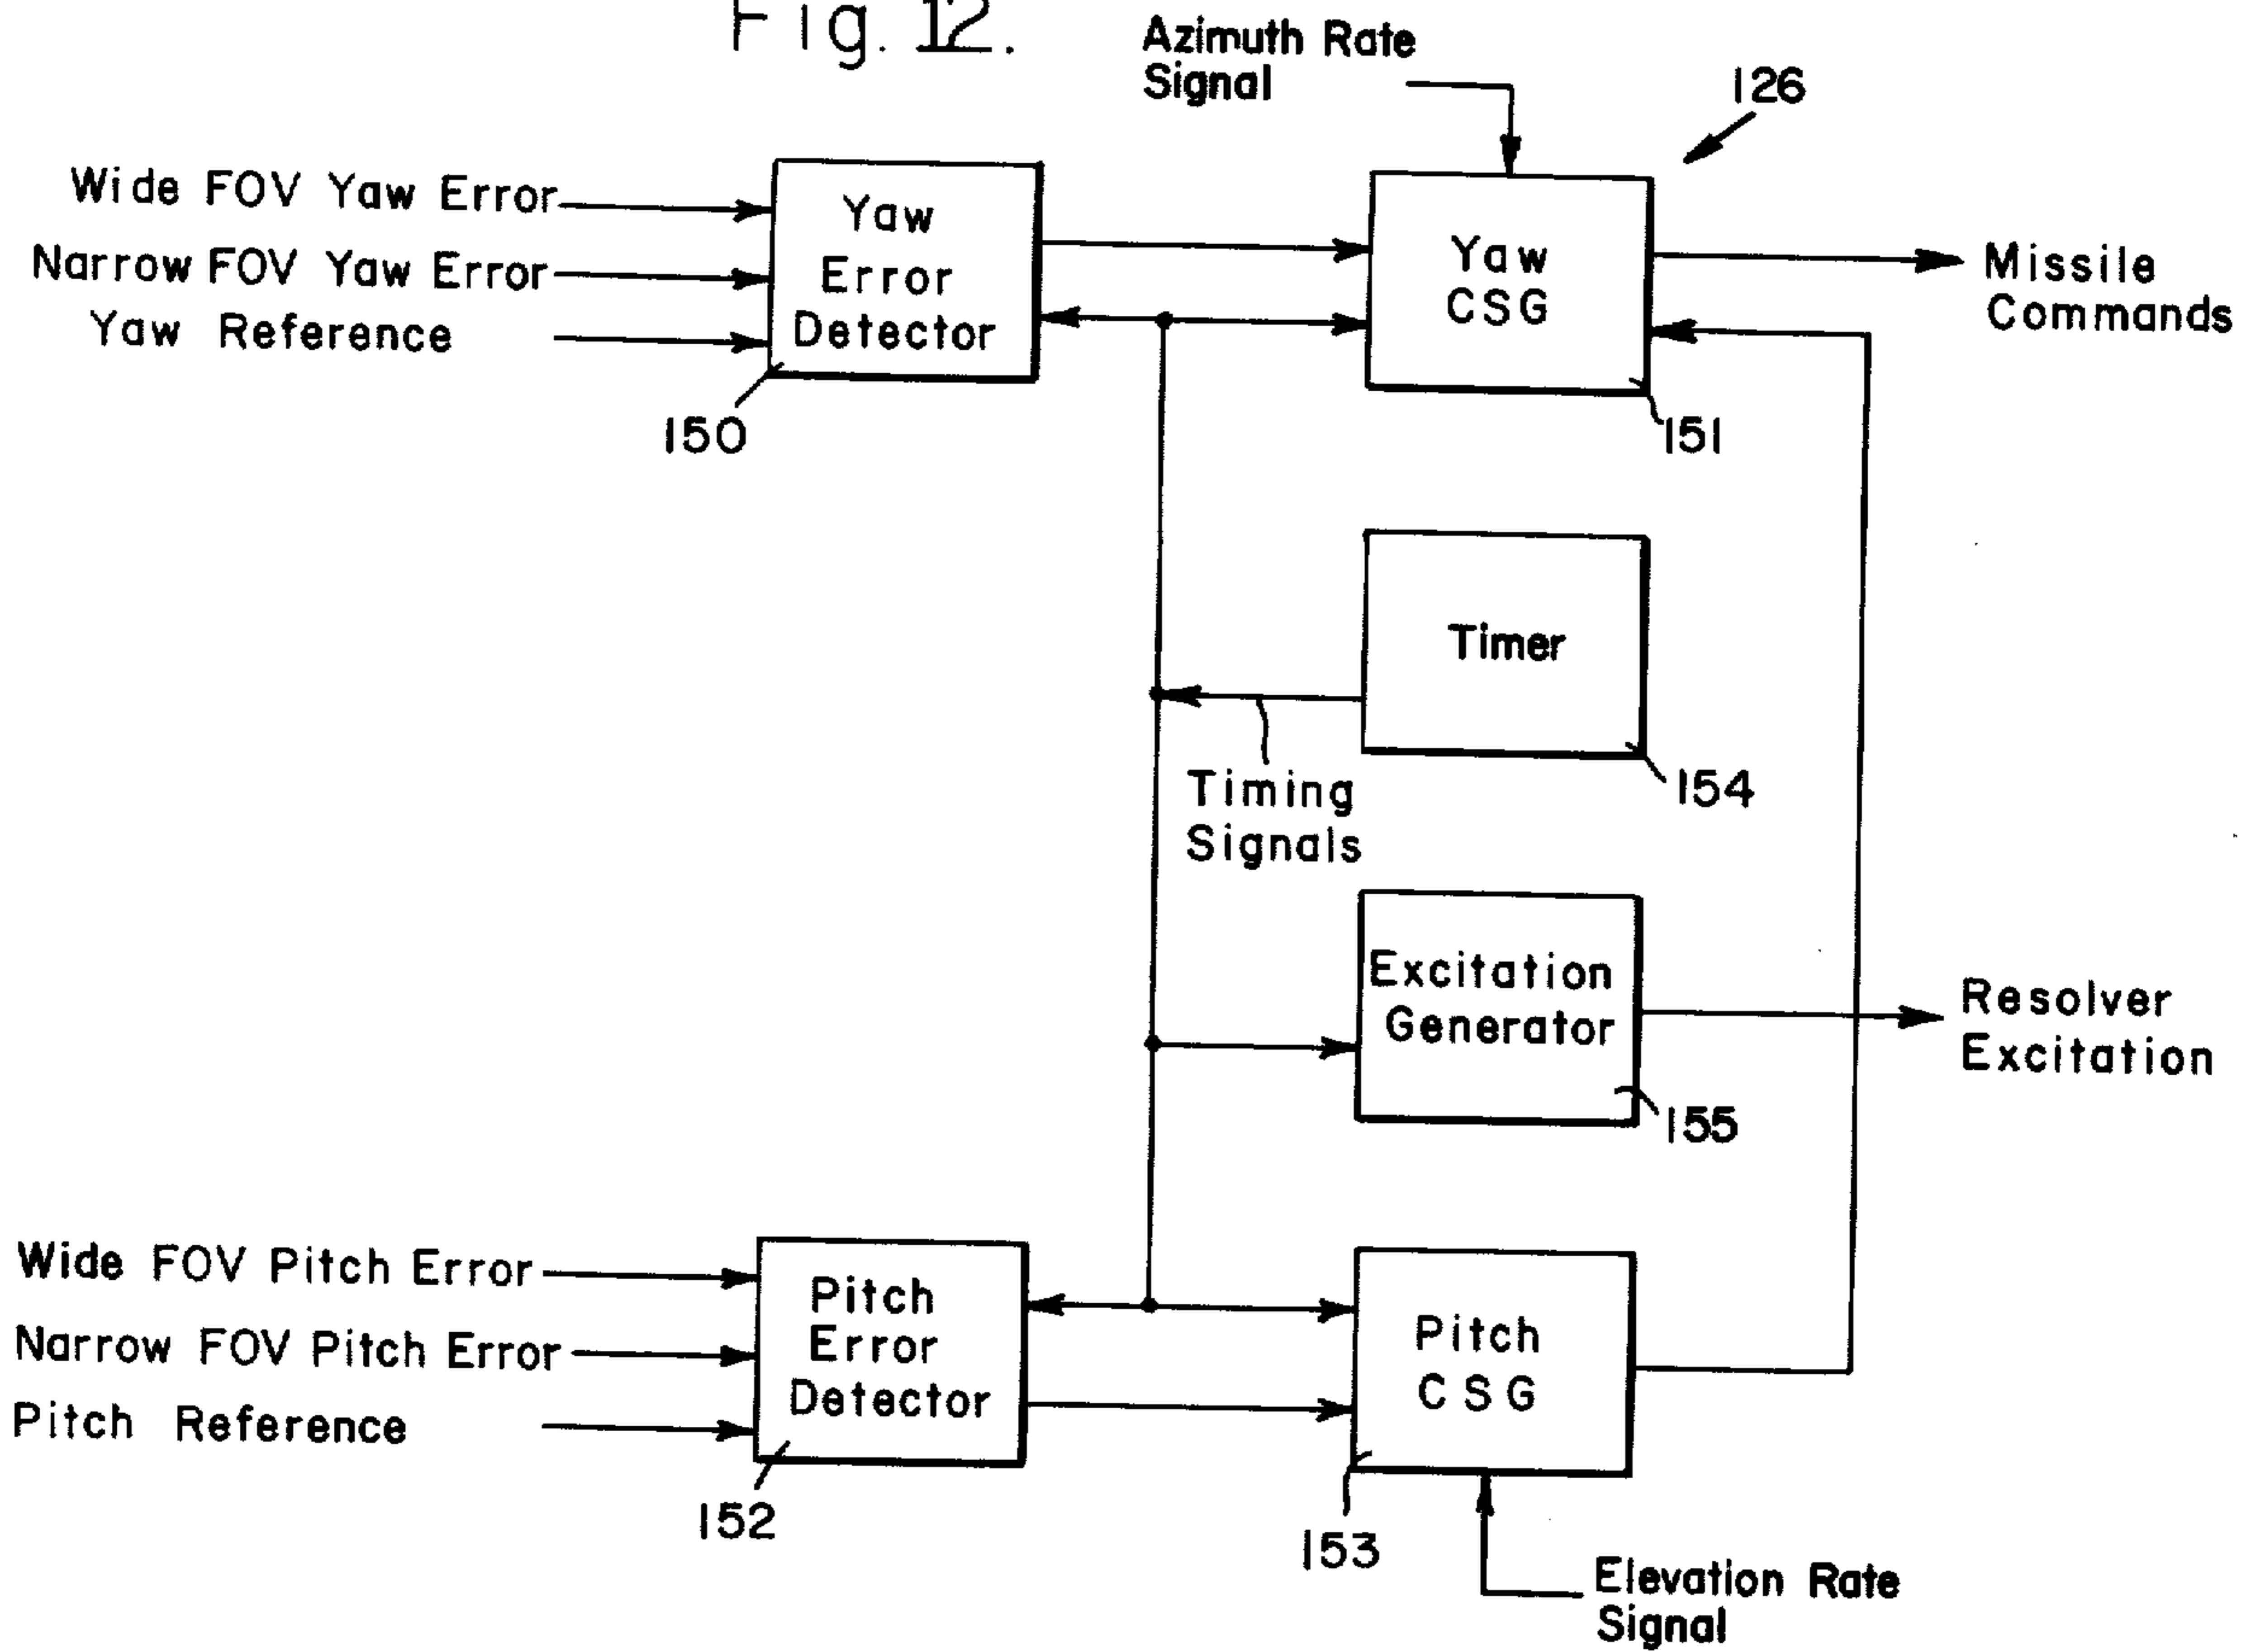 Fig. 12.
Azimuth Rate
Signal
126
Wide FOV Yaw Error
Narrow FOV Yaw Error
Yaw Reference
Yaw
Error
Detector
150
Yaw
CSG
151
Missile
Commands
Timer
154
Timing
Signals
Excitation
Generator
155
Resolver
Excitation
Wide FOV Pitch Error
Narrow FOV Pitch Error
Pitch Reference
Pitch
Error
Detector
152
Pitch
CSG
153
Elevation Rate
Signal